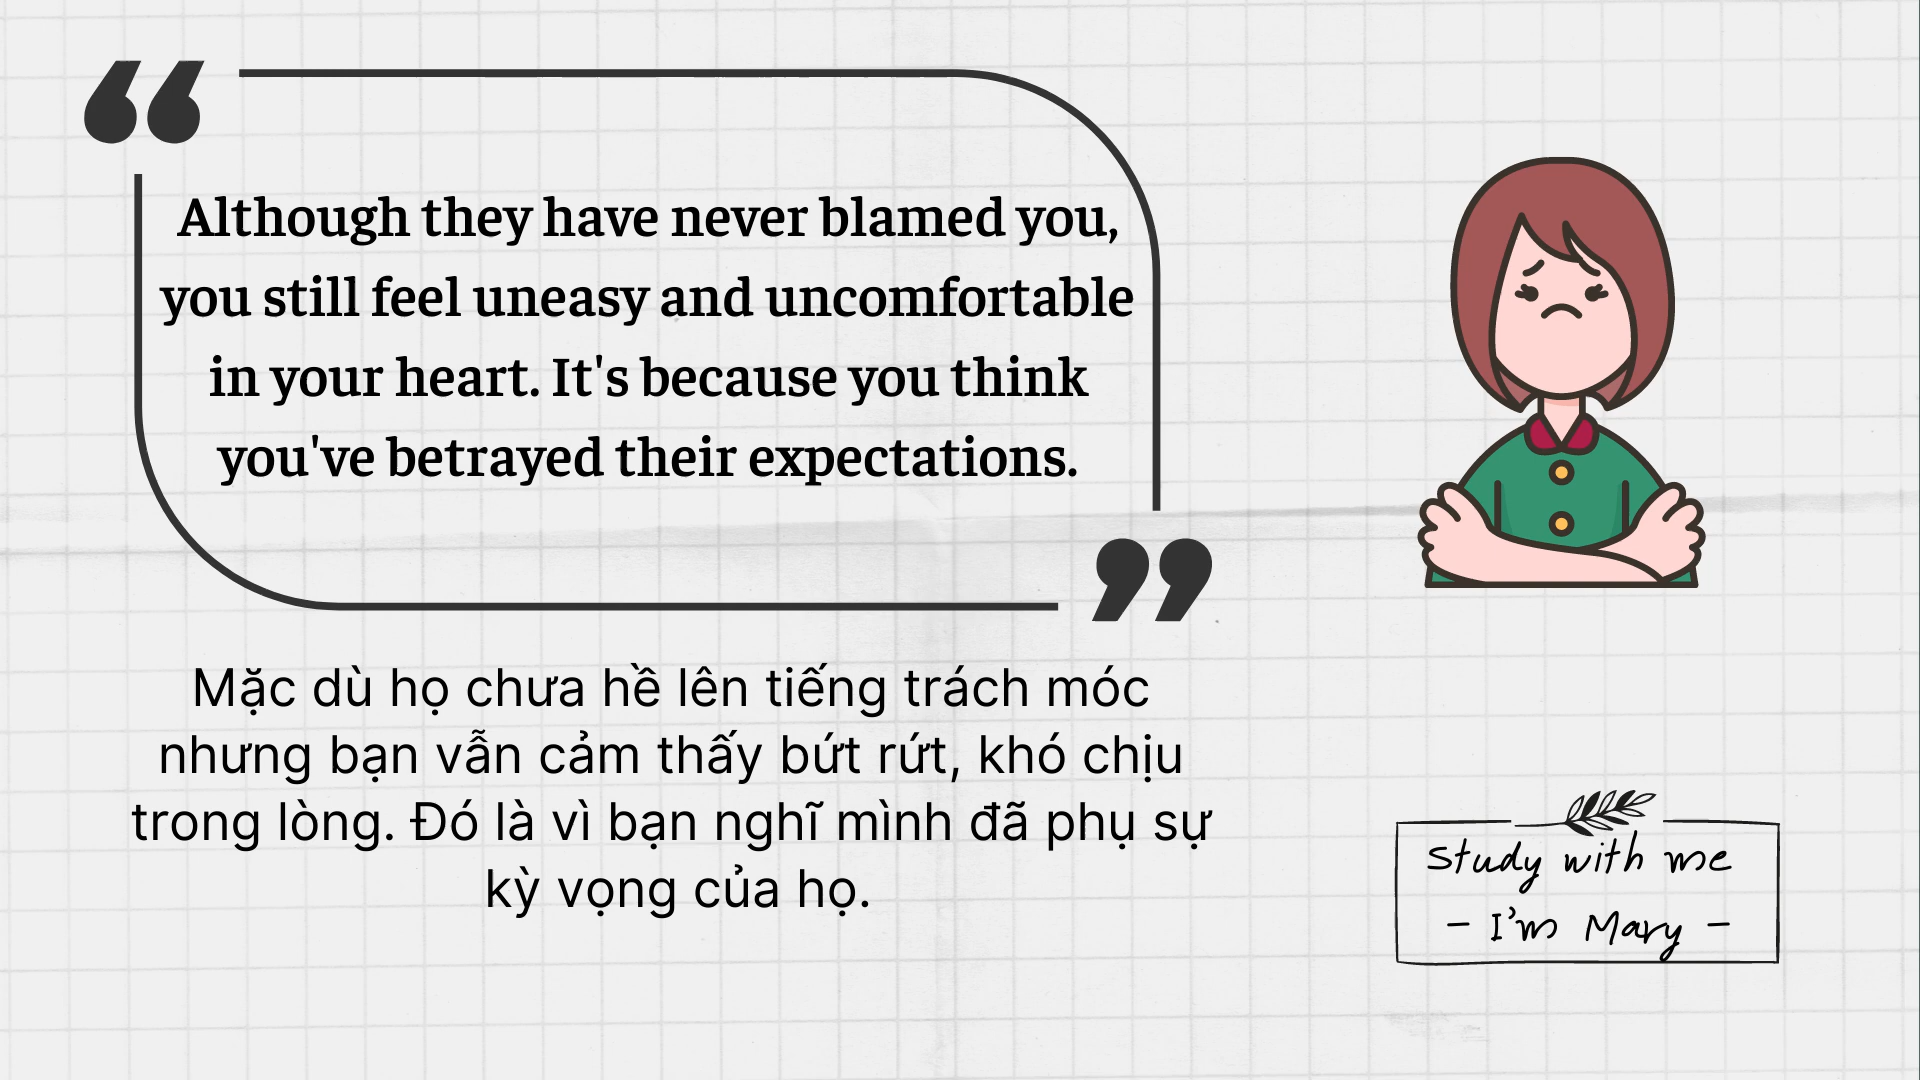 Although they have never blamed you,
you still feel uneasy and uncomfortable
in your heart. It's because you think
you've betrayed their expectations.
Mặc dù họ chưa hề lên tiếng trách móc
nhưng bạn vẫn cảm thấy bứt rứt, khó chịu
trong lòng. Đó là vì bạn nghĩ mình đã phụ sự
kỳ vọng của họ.
Study with me
- I'm Mary -